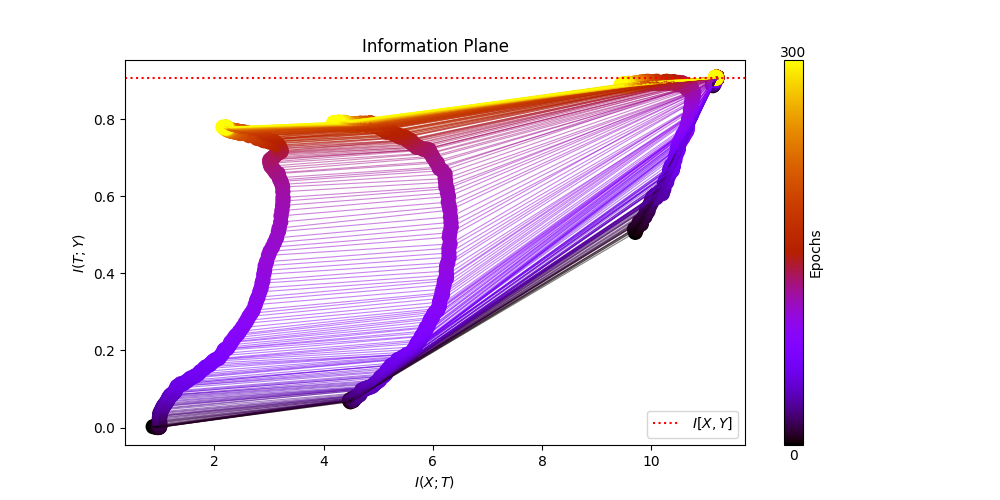 Information Plane
300
0.8
0.6
0.4
0.2
0.0
I(T; Y)
Epochs
I[X, Y]
2
4
6
8
10
0
I(X; T)